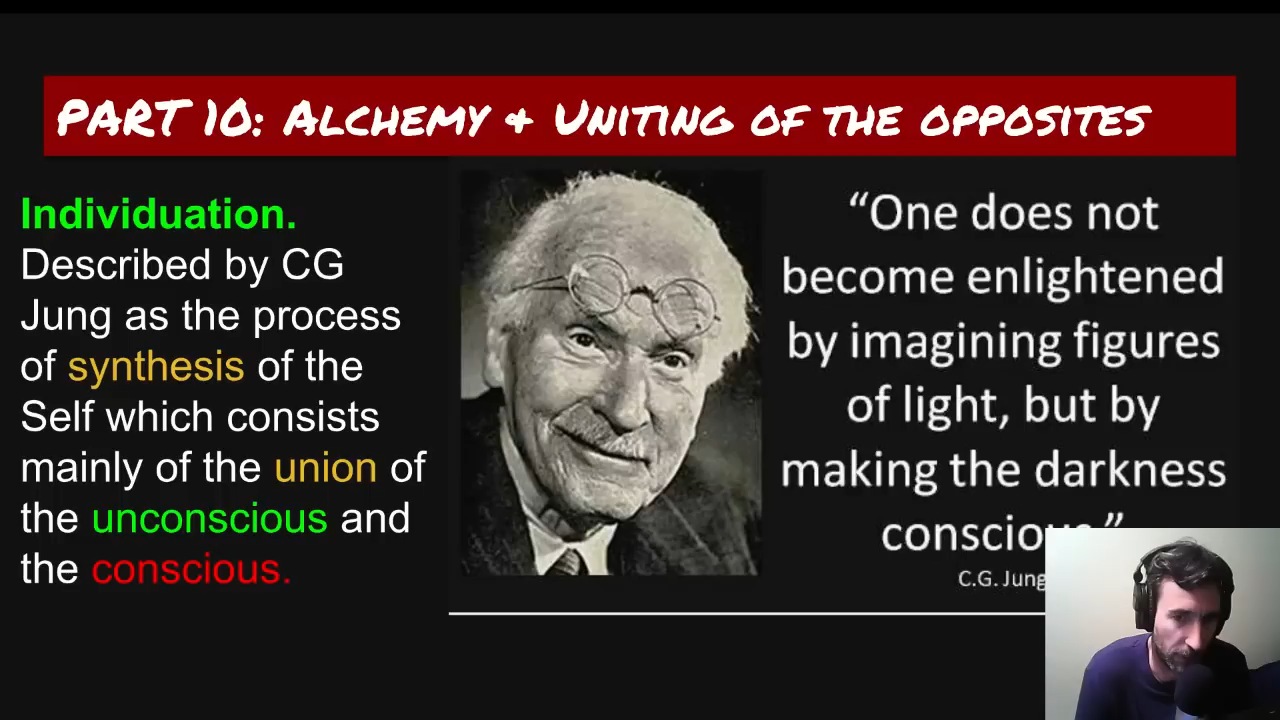 PART 10: ALCHEMY & UNITING OF THE OPPOSITES
Individuation.
Described by CG
Jung as the process
of synthesis of the
Self which consists
mainly of the union of
the unconscious and
the conscious.
“One does not
become enlightened
by imagining figures
of light, but by
making the darkness
conscious.”
C.G. Jung